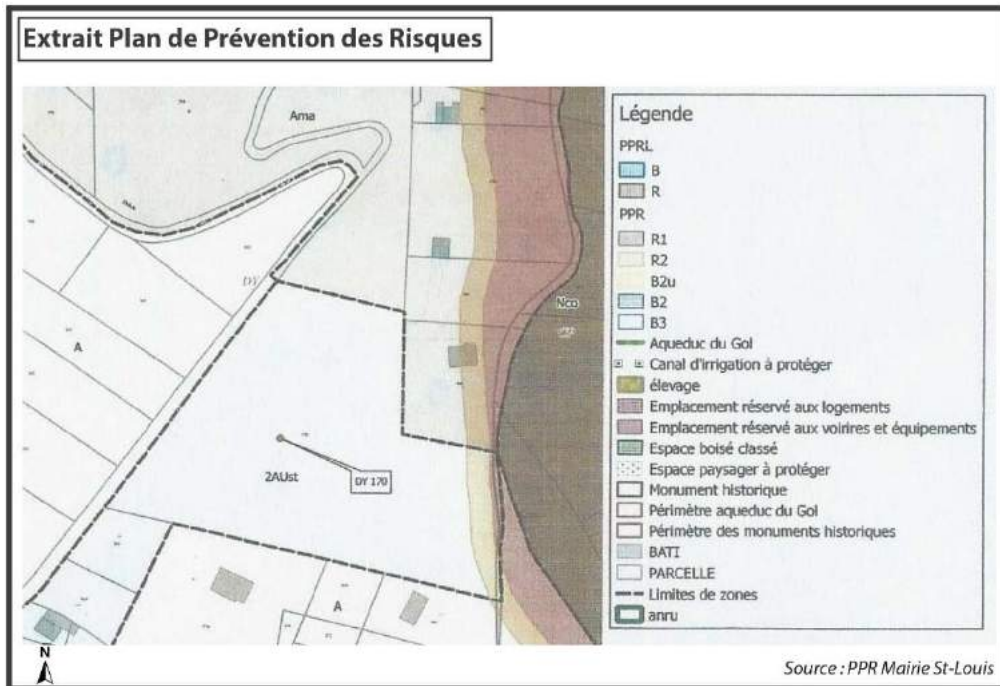 Extrait Plan de Prévention des Risques
Ama
DY
A
Nco
2AUst
DY 170
A
N
Légende
PPRL
B
R
PPR
R1
R2
B2u
B2
B3
Aqueduc du Gol
Canal d'irrigation à protéger
élevage
Emplacement réservé aux logements
Emplacement réservé aux voirires et équipements
Espace boisé classé
Espace paysager à protéger
Monument historique
Périmètre aqueduc du Gol
Périmètre des monuments historiques
BATI
PARCELLE
Limites de zones
anru
Source : PPR Mairie St-Louis